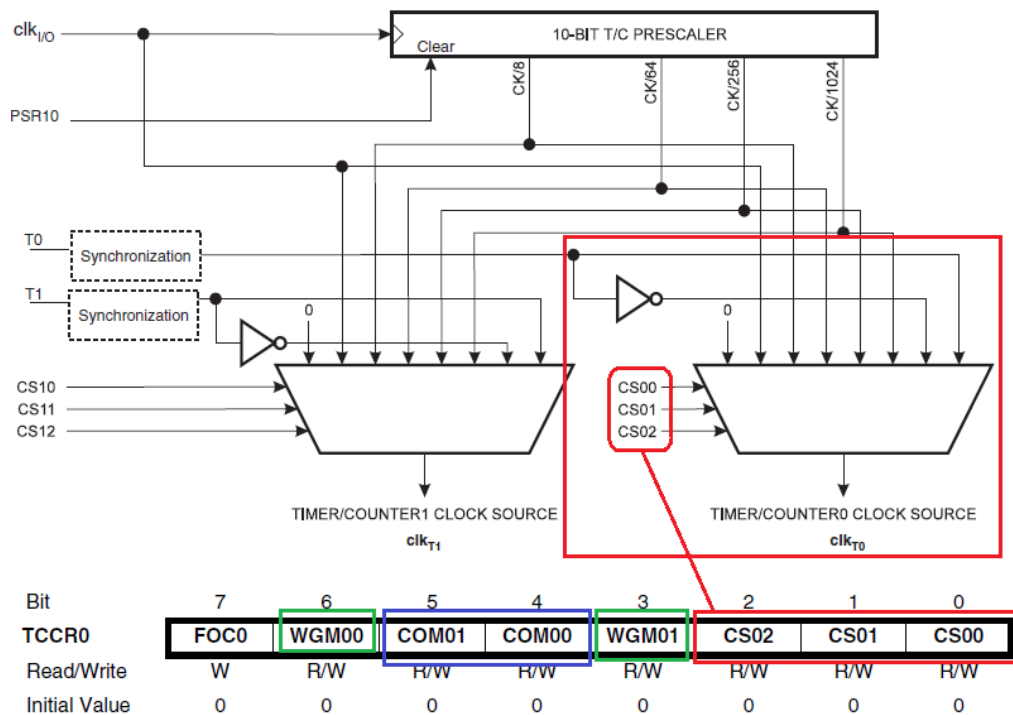 clkI/O
10-BIT T/C PRESCALER
Clear
CK/8
CK/64
CK/256
CK/1024
PSR10
T0
Synchronization
T1
Synchronization
0
0
CS10
CS11
CS12
CS00
CS01
CS02
TIMER/COUNTER1 CLOCK SOURCE
clkT1
TIMER/COUNTER0 CLOCK SOURCE
clkT0
Bit 7 6 5 4 3 2 1 0
TCCR0 FOC0 WGM00 COM01 COM00 WGM01 CS02 CS01 CS00
Read/Write W R/W R/W R/W R/W R/W R/W R/W
Initial Value 0 0 0 0 0 0 0 0